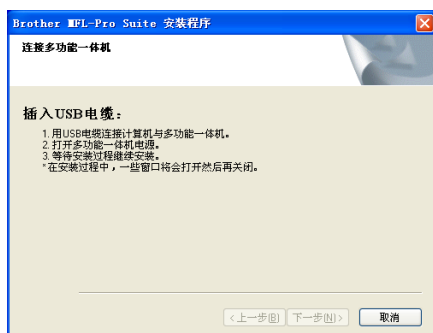 Brother MFL-Pro Suite 安装程序
连接多功能一体机
插入USB电缆：
1. 用USB电缆连接计算机与多功能一体机。
2. 打开多功能一体机电源。
3. 等待安装过程继续安装。
*在安装过程中，一些窗口将会打开然后再关闭。
<上一步(B) 下一步(N)> 取消